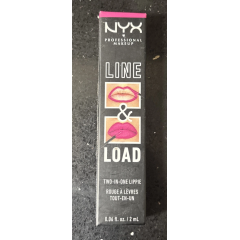 NYX
PROFESSIONAL
MAKEUP
LINE
&
LOAD
TWO-IN-ONE LIPPIE
ROUGE À LÈVRES
TOUT-EN-UN
0.06 fl. oz. / 2 mL